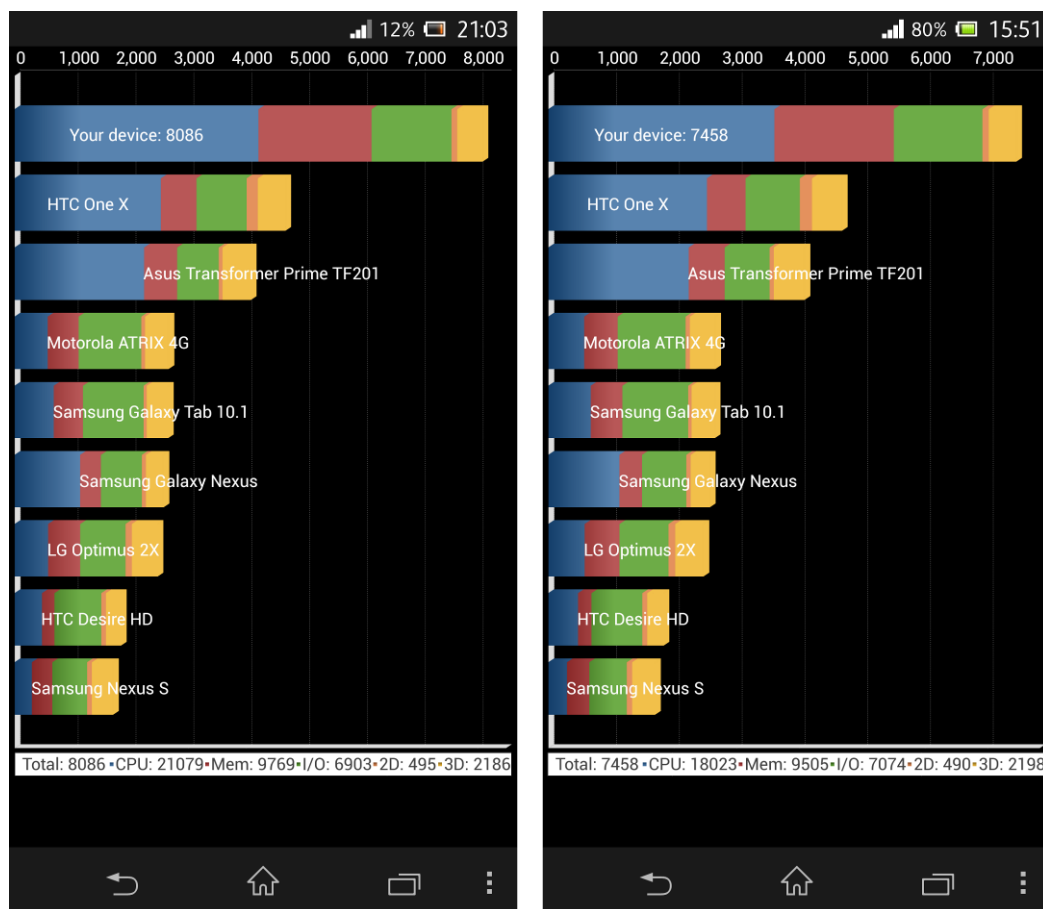 12% 21:03
0 1,000 2,000 3,000 4,000 5,000 6,000 7,000 8,000
Your device: 8086
HTC One X
Asus Transformer Prime TF201
Motorola ATRIX 4G
Samsung Galaxy Tab 10.1
Samsung Galaxy Nexus
LG Optimus 2X
HTC Desire HD
Samsung Nexus S
Total: 8086 •CPU: 21079•Mem: 9769•I/O: 6903•2D: 495•3D: 2186
80% 15:51
0 1,000 2,000 3,000 4,000 5,000 6,000 7,000
Your device: 7458
HTC One X
Asus Transformer Prime TF201
Motorola ATRIX 4G
Samsung Galaxy Tab 10.1
Samsung Galaxy Nexus
LG Optimus 2X
HTC Desire HD
Samsung Nexus S
Total: 7458 •CPU: 18023•Mem: 9505•I/O: 7074•2D: 490•3D: 2198